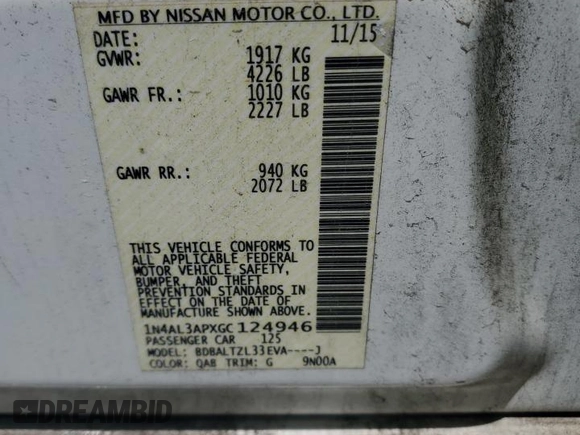 MFD BY NISSAN MOTOR CO., LTD.
DATE: 11/15
GVWR: 1917 KG
4226 LB
GAWR FR.: 1010 KG
2227 LB
GAWR RR.: 940 KG
2072 LB
THIS VEHICLE CONFORMS TO
ALL APPLICABLE FEDERAL
MOTOR VEHICLE SAFETY,
BUMPER, AND THEFT
PREVENTION STANDARDS IN
EFFECT ON THE DATE OF
MANUFACTURE SHOWN ABOVE.
1N4AL3APXGC 124946
PASSENGER CAR 125
MODEL: BDBALTZL33EVA----J
COLOR: QAB TRIM: G 9N00A
DREAMBID